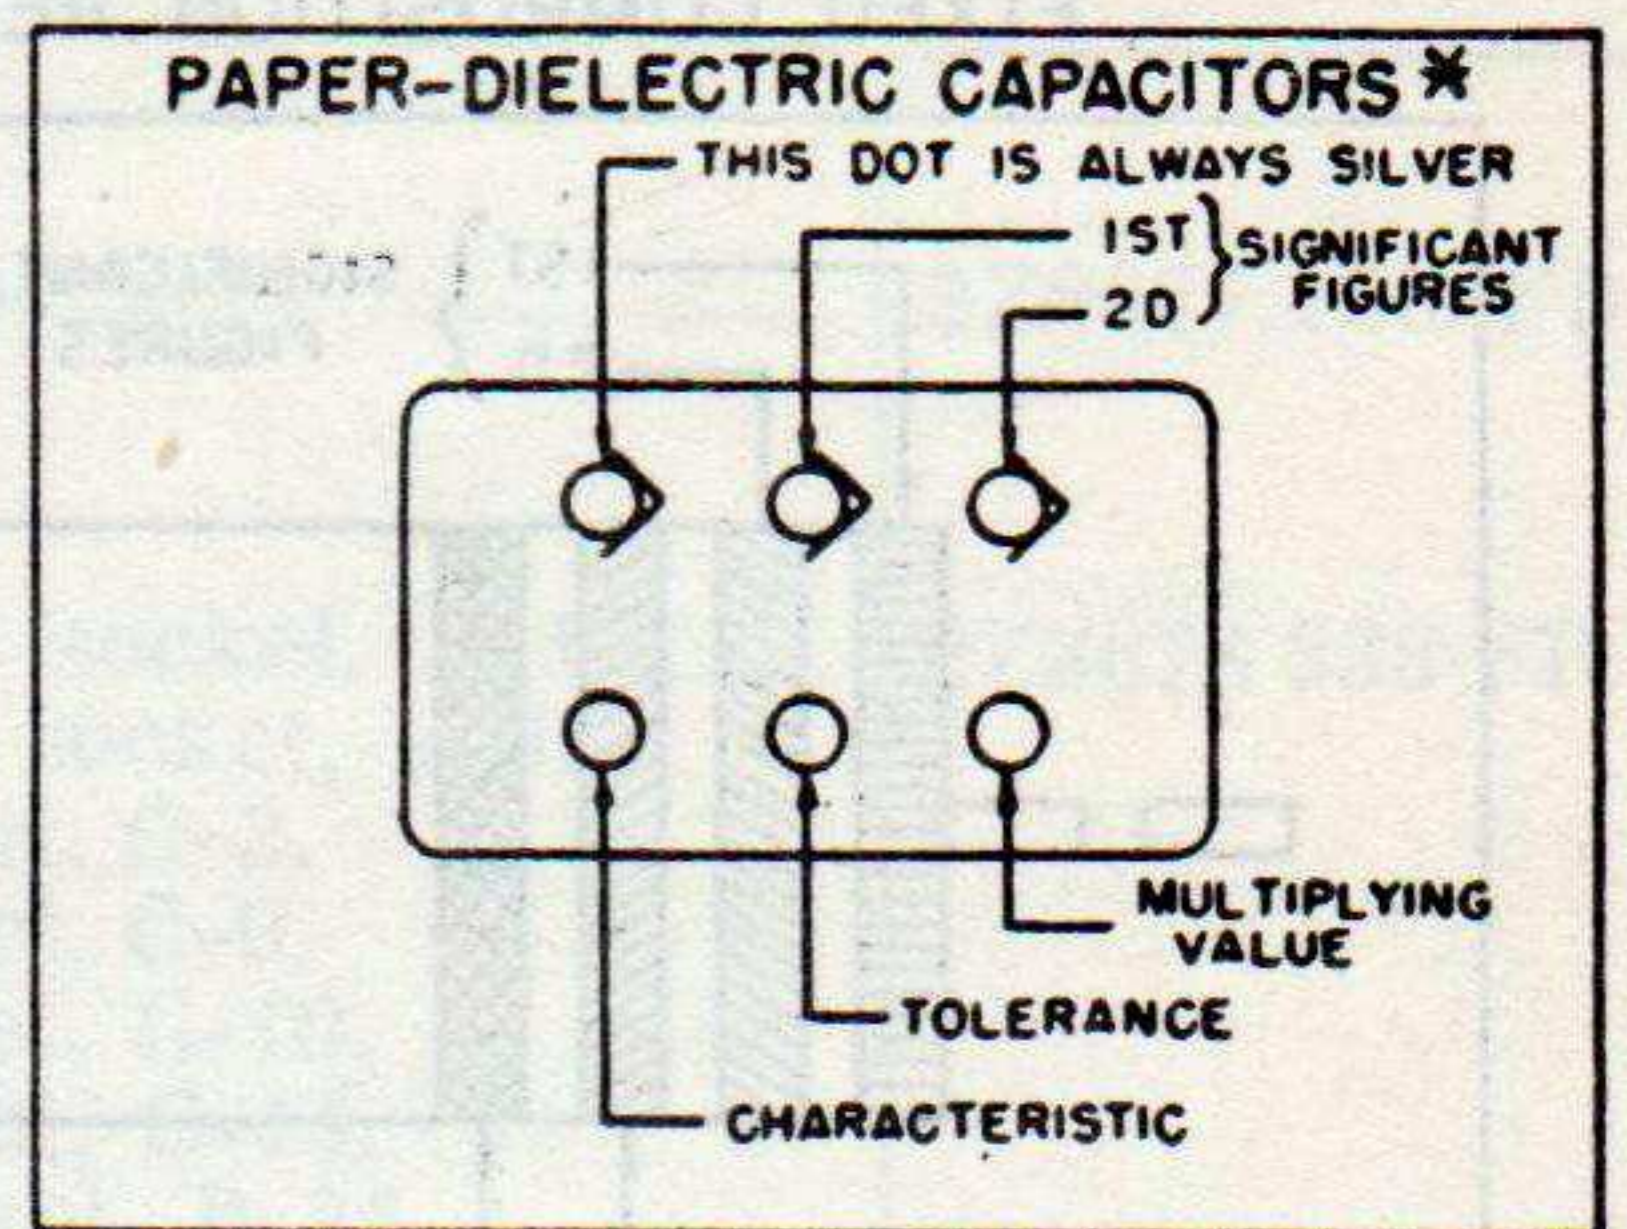 PAPER-DIELECTRIC CAPACITORS*
THIS DOT IS ALWAYS SILVER
1ST
2D
SIGNIFICANT
FIGURES
MULTIPLYING
VALUE
TOLERANCE
CHARACTERISTIC